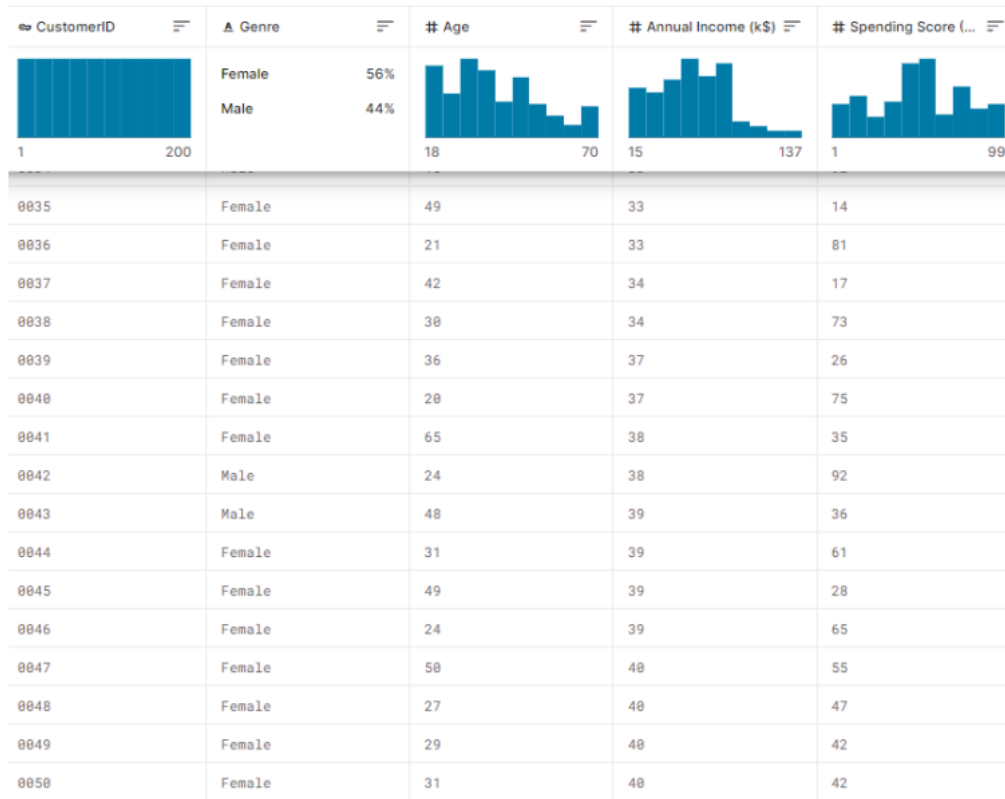 CustomerID Genre # Age # Annual Income (k$) # Spending Score (...
Female 56%
Male 44%
1 200 18 70 15 137 1 99
0035 Female 49 33 14
0036 Female 21 33 81
0037 Female 42 34 17
0038 Female 30 34 73
0039 Female 36 37 26
0040 Female 20 37 75
0041 Female 65 38 35
0042 Male 24 38 92
0043 Male 48 39 36
0044 Female 31 39 61
0045 Female 49 39 28
0046 Female 24 39 65
0047 Female 50 40 55
0048 Female 27 40 47
0049 Female 29 40 42
0050 Female 31 40 42